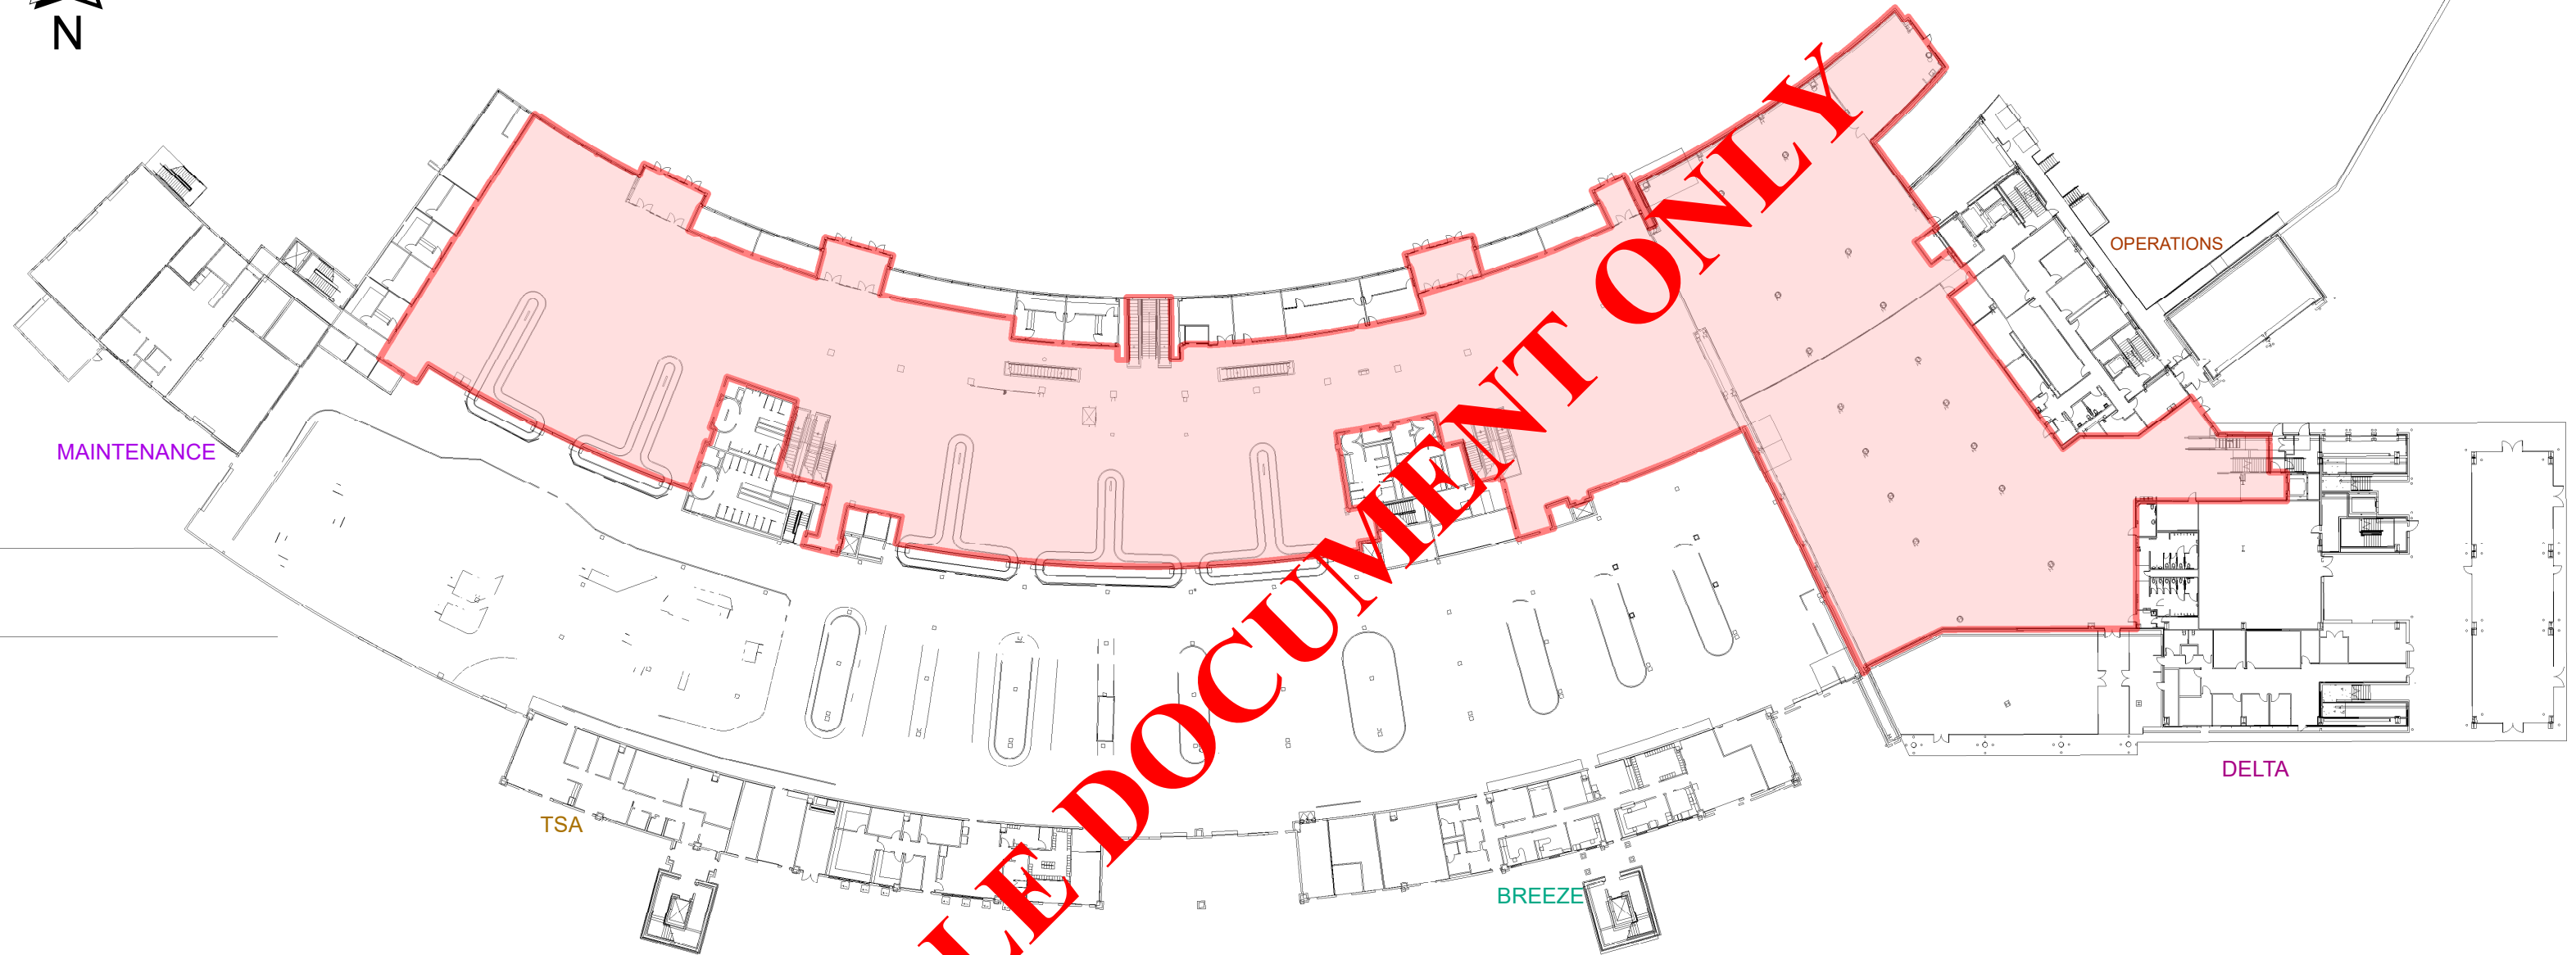 N
OPERATIONS
MAINTENANCE
DELTA
TSA
BREEZE
LE DOCUMENT ONLY